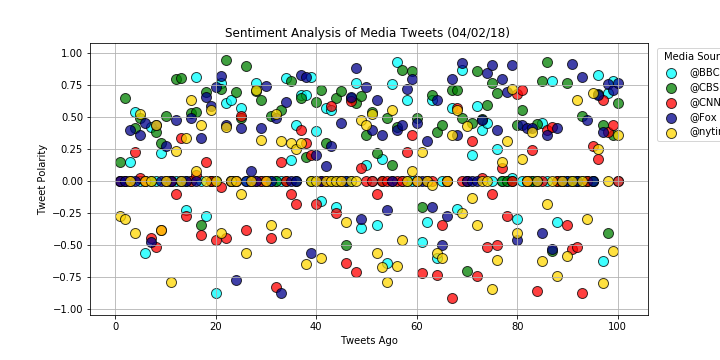 Sentiment Analysis of Media Tweets (04/02/18)
Tweet Polarity
1.00
0.75
0.50
0.25
0.00
−0.25
−0.50
−0.75
−1.00
0
20
40
60
80
100
Tweets Ago
Media Sour
@BBC
@CBS
@CNN
@Fox
@nytir